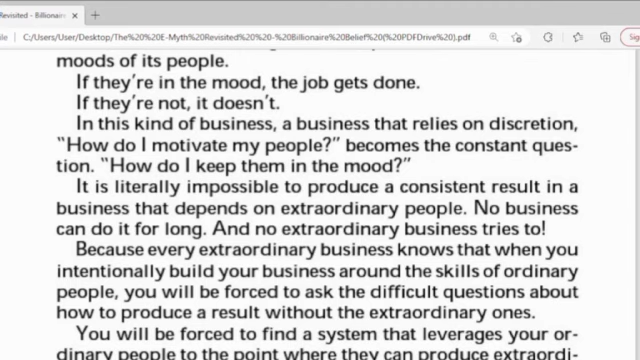 Revisited - Billionaire
C:/Users/User/Desktop/The%20%20E-Myth%20Revisited%20%20-%20Billionaire%20Belief%20(%20PDFDrive%20).pdf
moods of its people.
If they're in the mood, the job gets done.
If they're not, it doesn't.
In this kind of business, a business that relies on discretion,
"How do I motivate my people?" becomes the constant ques-
tion. "How do I keep them in the mood?"
It is literally impossible to produce a consistent result in a
business that depends on extraordinary people. No business
can do it for long. And no extraordinary business tries to!
Because every extraordinary business knows that when you
intentionally build your business around the skills of ordinary
people, you will be forced to ask the difficult questions about
how to produce a result without the extraordinary ones.
You will be forced to find a system that leverages your or-
dinary people to the point where they can produce extraordi-